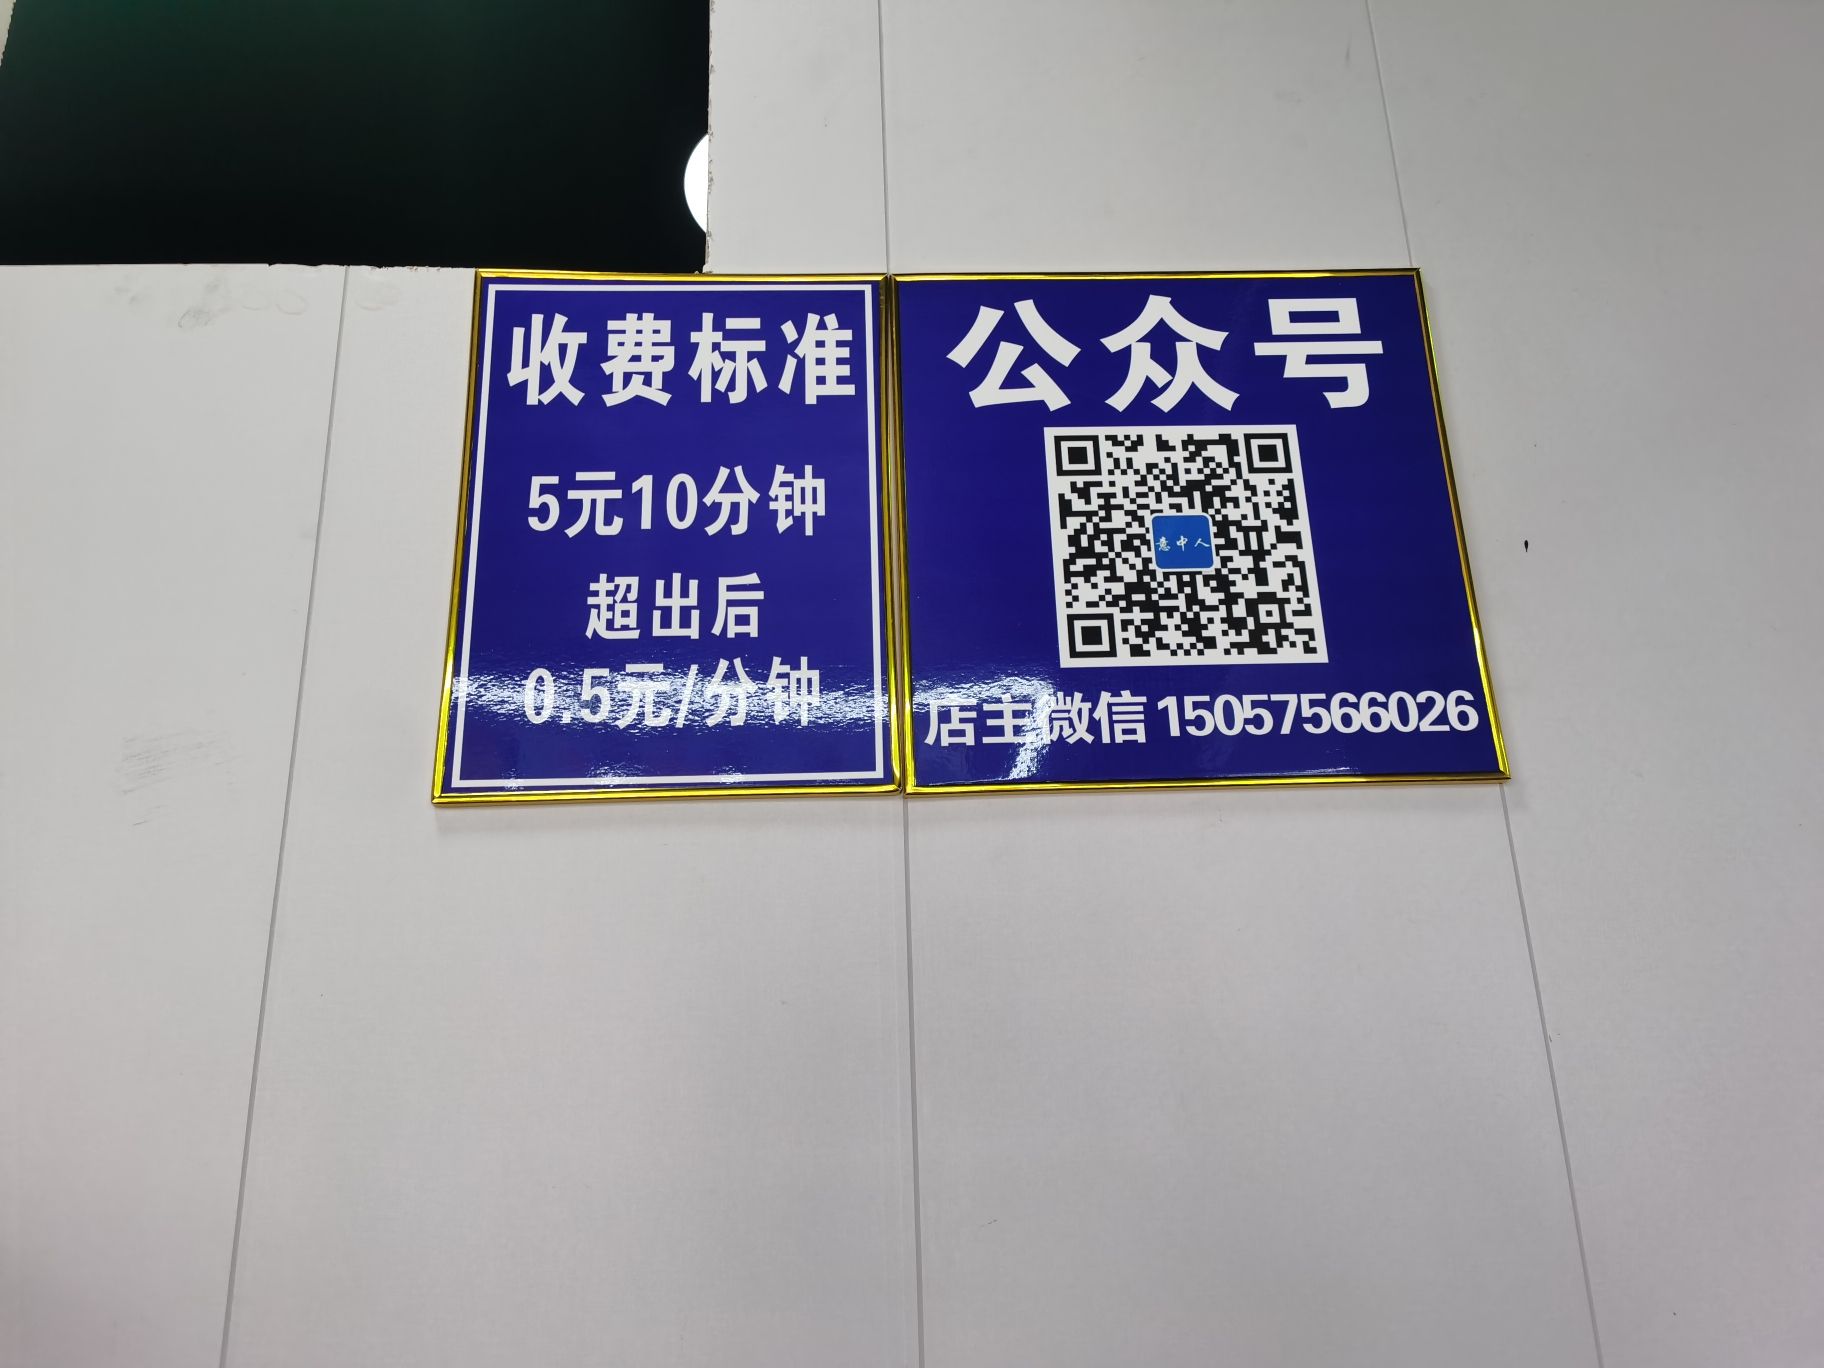 收费标准
5元10分钟
超出后
0.5元/分钟
公众号
意中人
店主微信 15057566026